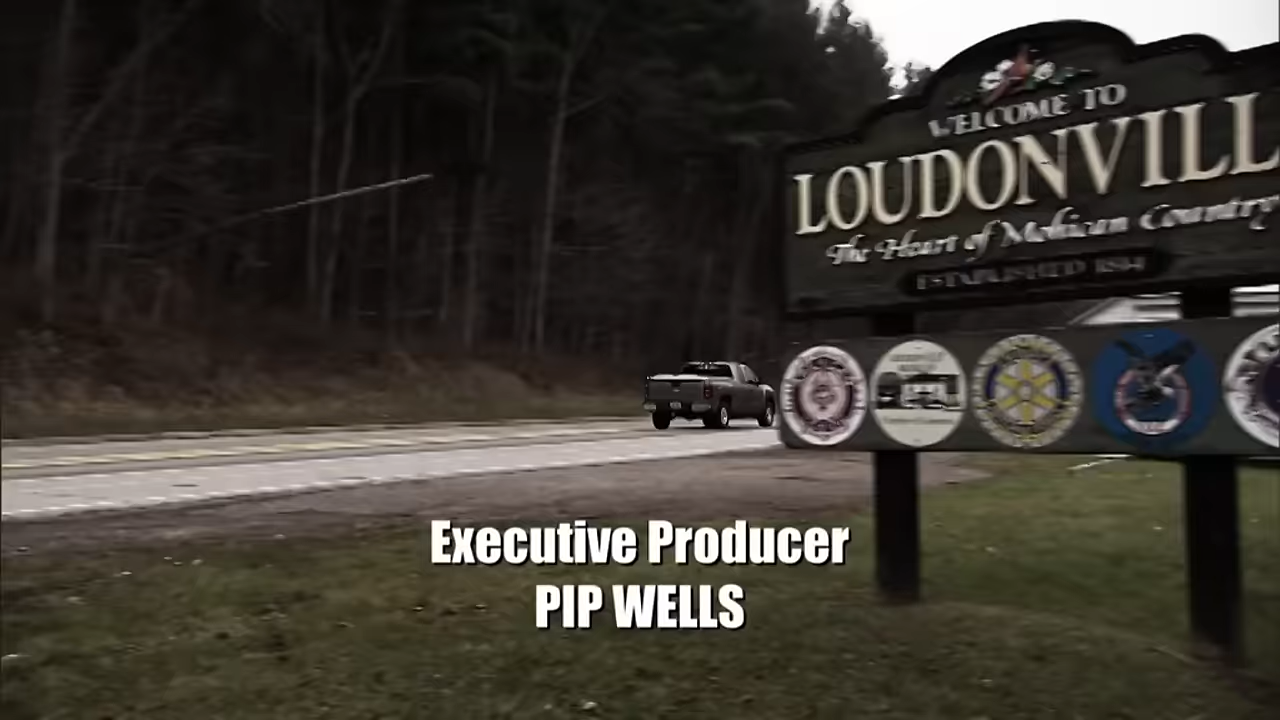 WELCOME TO
LOUDONVILL
The Heart of Mohican Country
ESTABLISHED 1814
Executive Producer
PIP WELLS